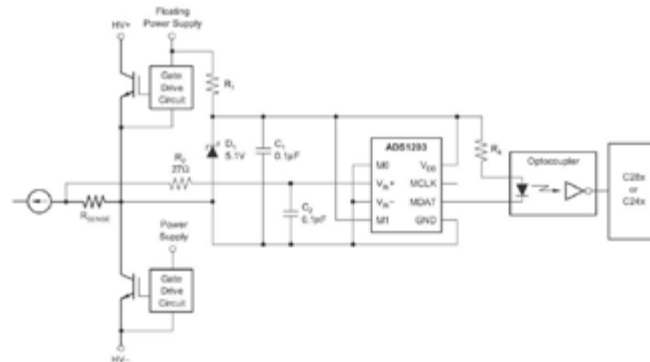 Floating
Power Supply
HV+
Gate
Drive
Circuit
R1
D1
5.1V
C1
0.1µF
R2
27Ω
C2
0.1µF
RSENSE
Power
Supply
Gate
Drive
Circuit
HV−
ADS1203
M0
VDD
VIN+
MCLK
VIN−
MDAT
M1
GND
Optocoupler
C28x
or
C24x